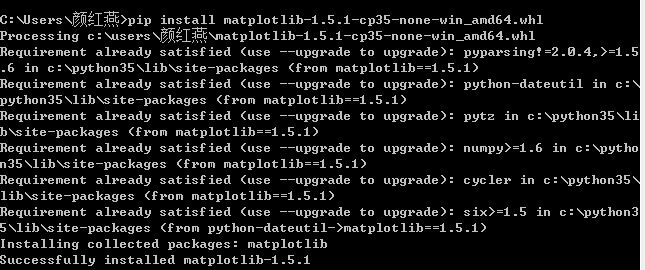 C:\Users\颜红燕>pip install matplotlib-1.5.1-cp35-none-win_amd64.whl
Processing c:\users\颜红燕\matplotlib-1.5.1-cp35-none-win_amd64.whl
Requirement already satisfied (use --upgrade to upgrade): pyparsing!=2.0.4,>=1.5
.6 in c:\python35\lib\site-packages (from matplotlib==1.5.1)
Requirement already satisfied (use --upgrade to upgrade): python-dateutil in c:\
python35\lib\site-packages (from matplotlib==1.5.1)
Requirement already satisfied (use --upgrade to upgrade): pytz in c:\python35\li
b\site-packages (from matplotlib==1.5.1)
Requirement already satisfied (use --upgrade to upgrade): numpy>=1.6 in c:\pytho
n35\lib\site-packages (from matplotlib==1.5.1)
Requirement already satisfied (use --upgrade to upgrade): cycler in c:\python35\
lib\site-packages (from matplotlib==1.5.1)
Requirement already satisfied (use --upgrade to upgrade): six>=1.5 in c:\python3
5\lib\site-packages (from python-dateutil->matplotlib==1.5.1)
Installing collected packages: matplotlib
Successfully installed matplotlib-1.5.1